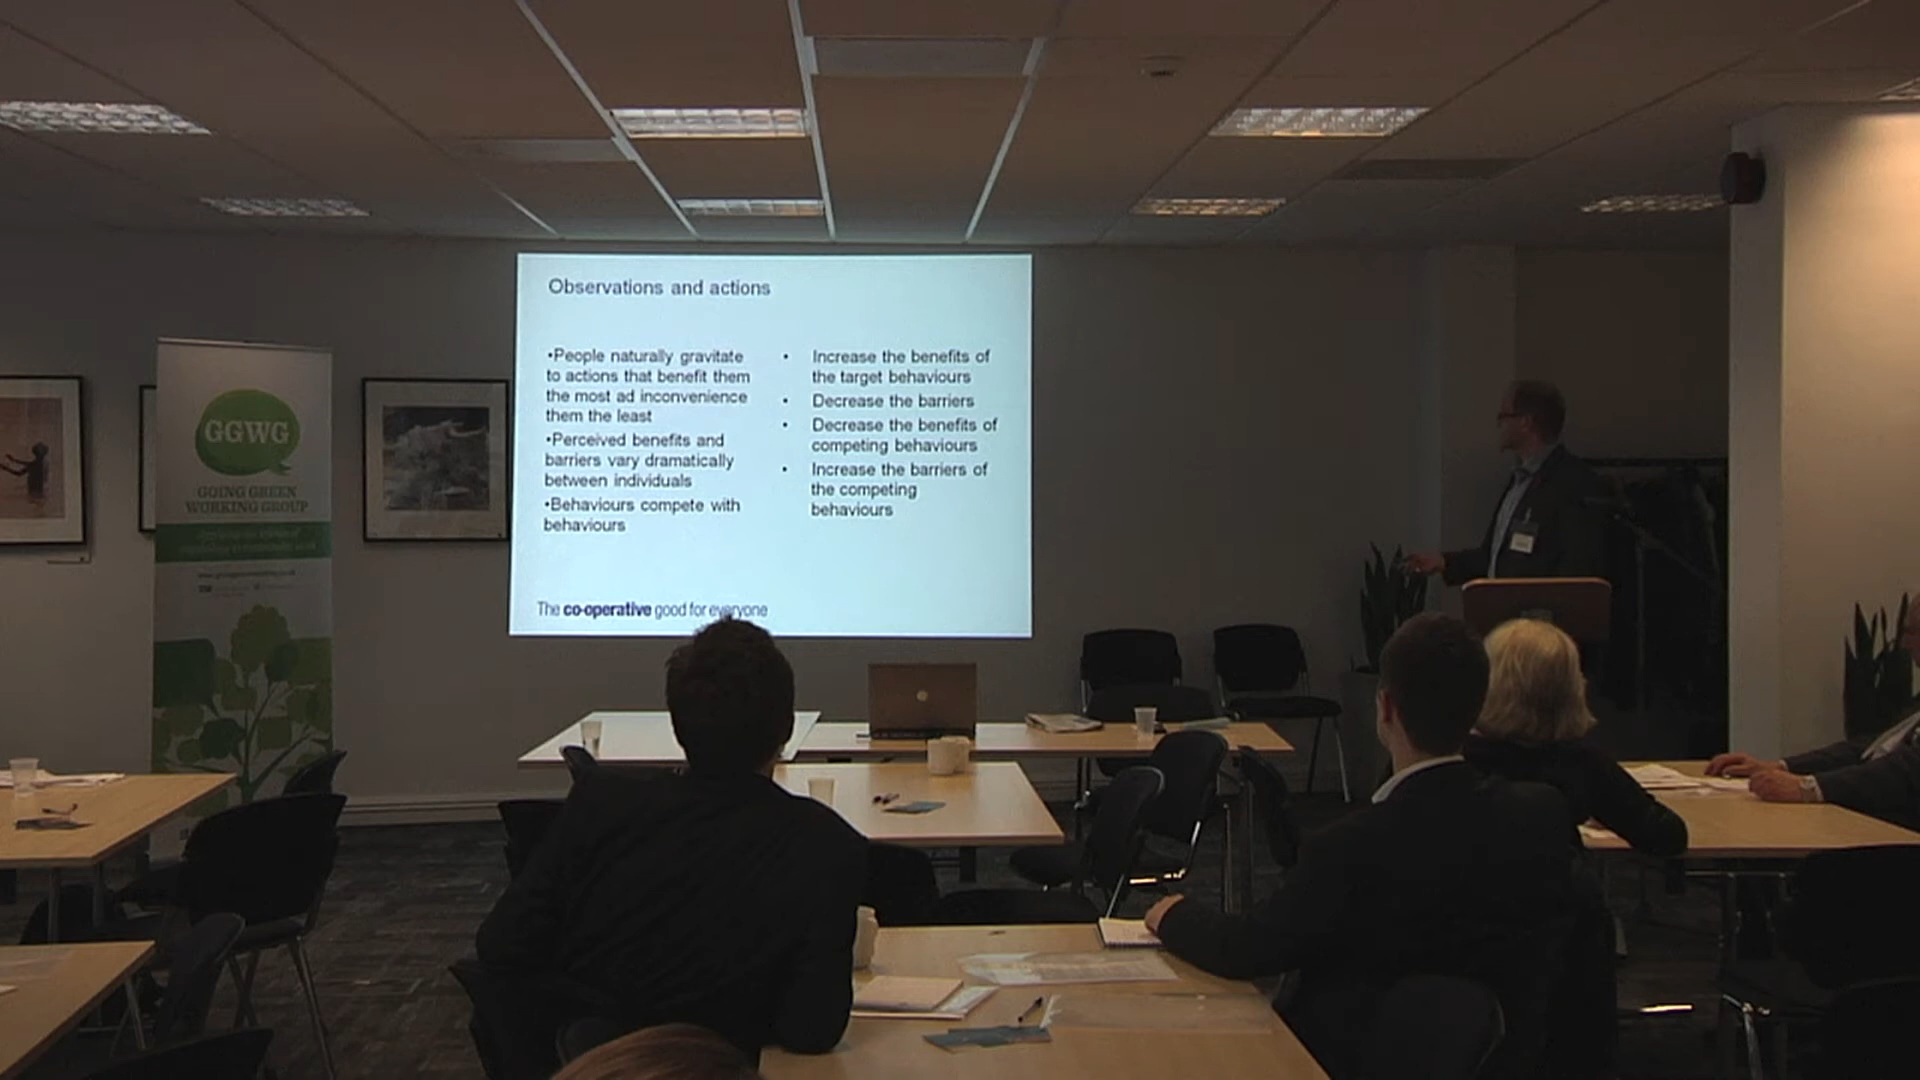 Observations and actions
•People naturally gravitate
to actions that benefit them
the most ad inconvenience
them the least
•Perceived benefits and
barriers vary dramatically
between individuals
•Behaviours compete with
behaviours
• Increase the benefits of
the target behaviours
• Decrease the barriers
• Decrease the benefits of
competing behaviours
• Increase the barriers of
the competing
behaviours
The co-operative good for everyone
GGWG
GOING GREEN
WORKING GROUP